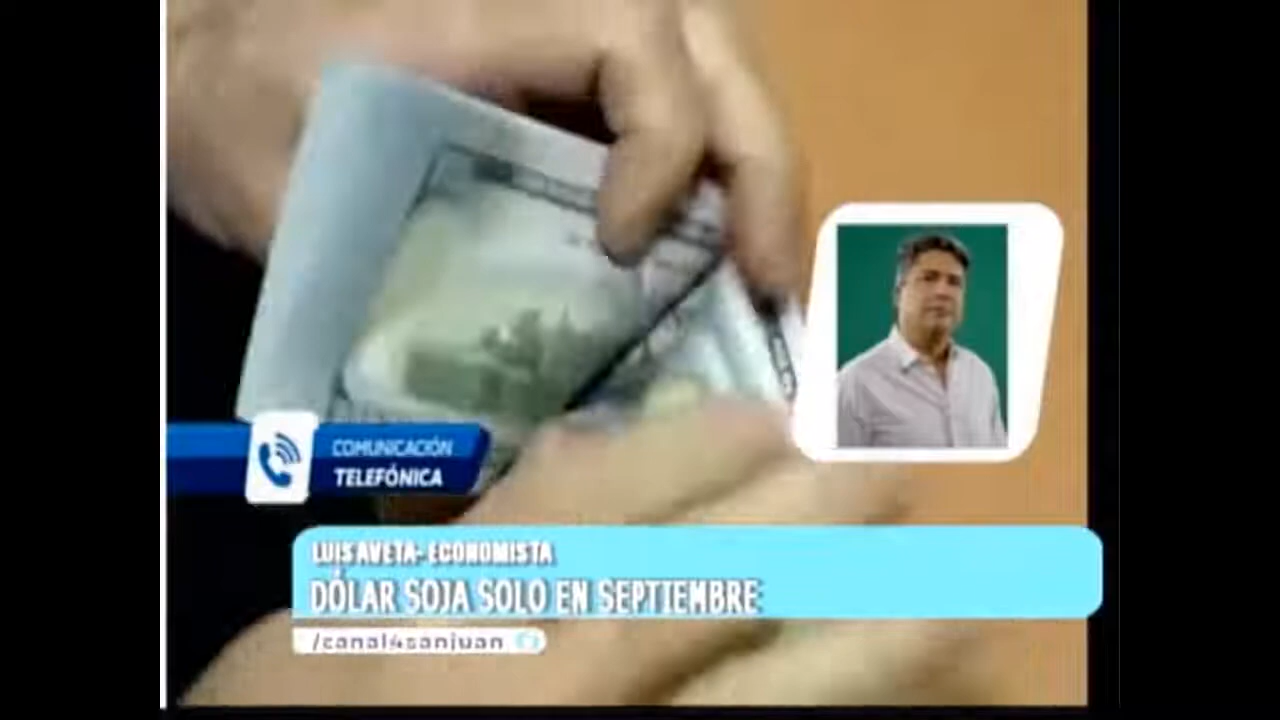 COMUNICACIÓN
TELEFÓNICA
LUIS AVETA- ECONOMISTA
DÓLAR SOJA SOLO EN SEPTIEMBRE
/canal4sanjuan